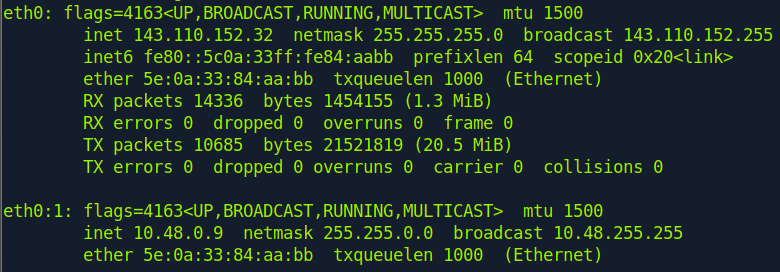 eth0: flags=4163<UP,BROADCAST,RUNNING,MULTICAST>  mtu 1500
        inet 143.110.152.32  netmask 255.255.255.0  broadcast 143.110.152.255
        inet6 fe80::5c0a:33ff:fe84:aabb  prefixlen 64  scopeid 0x20<link>
        ether 5e:0a:33:84:aa:bb  txqueuelen 1000  (Ethernet)
        RX packets 14336  bytes 1454155 (1.3 MiB)
        RX errors 0  dropped 0  overruns 0  frame 0
        TX packets 10685  bytes 21521819 (20.5 MiB)
        TX errors 0  dropped 0 overruns 0  carrier 0  collisions 0

eth0:1: flags=4163<UP,BROADCAST,RUNNING,MULTICAST>  mtu 1500
        inet 10.48.0.9  netmask 255.255.0.0  broadcast 10.48.255.255
        ether 5e:0a:33:84:aa:bb  txqueuelen 1000  (Ethernet)